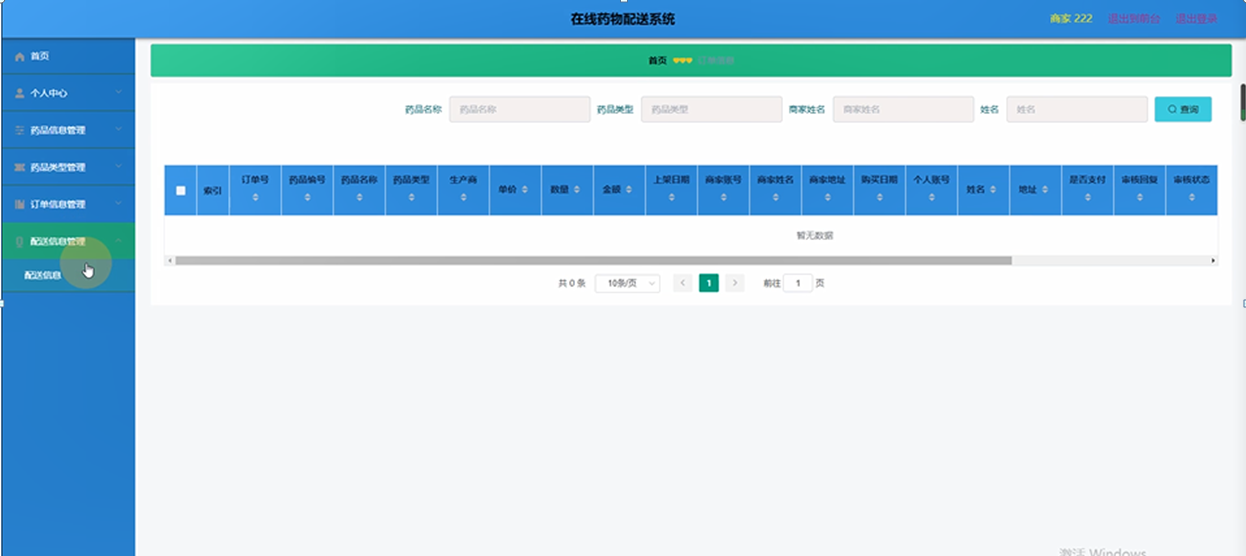 在线药物配送系统
商家 222 退出到前台 退出登录
首页
个人中心
药品信息管理
药品类型管理
订单信息管理
配送信息管理
配送信息
首页
药品名称 药品名称 药品类型 药品类型 商家姓名 商家姓名 姓名 姓名 查询
索引 订单号 药品编号 药品名称 药品类型 生产商 单价 数量 金额 上架日期 商家账号 商家姓名 商家地址 购买日期 个人账号 姓名 地址 是否支付 审核回复 审核状态
暂无数据
共 0 条 10条/页 1 前往 1 页
激活 Windows